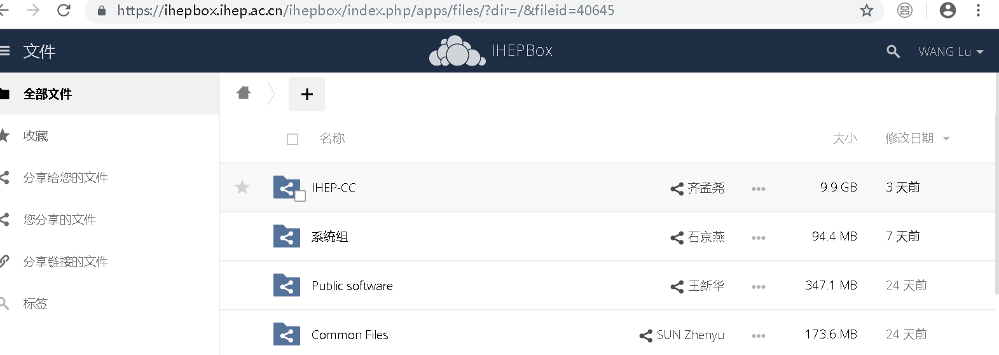 https://ihepbox.ihep.ac.cn/ihepbox/index.php/apps/files/?dir=/&fileid=40645
文件 IHEPBox WANG Lu
全部文件
收藏
分享给您的文件
您分享的文件
分享链接的文件
标签
名称 大小 修改日期
IHEP-CC 齐孟尧 9.9 GB 3 天前
系统组 石京燕 94.4 MB 7 天前
Public software 王新华 347.1 MB 24 天前
Common Files SUN Zhenyu 173.6 MB 24 天前